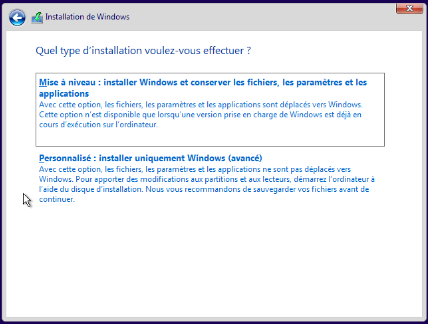 Installation de Windows
Quel type d'installation voulez-vous effectuer ?
Mise à niveau : installer Windows et conserver les fichiers, les paramètres et les
applications
Avec cette option, les fichiers, les paramètres et les applications sont déplacés vers Windows.
Cette option n'est disponible que lorsqu'une version prise en charge de Windows est déjà en
cours d'exécution sur l'ordinateur.
Personnalisé : installer uniquement Windows (avancé)
Avec cette option, les fichiers, les paramètres et les applications ne sont pas déplacés vers
Windows. Pour apporter des modifications aux partitions et aux lecteurs, démarrez l'ordinateur à
l'aide du disque d'installation. Nous vous recommandons de sauvegarder vos fichiers avant de
continuer.